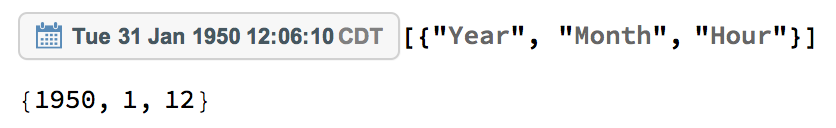 Tue 31 Jan 1950 12:06:10 CDT [{"Year", "Month", "Hour"}]
{1950, 1, 12}